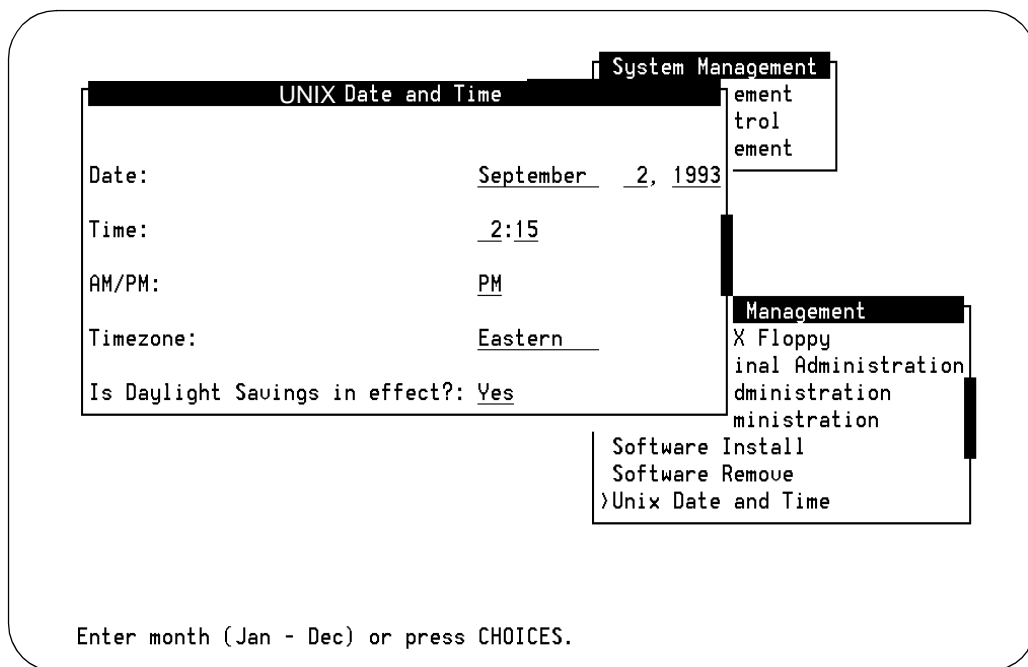 System Management
ement
trol
ement
UNIX Date and Time
Date: September 2, 1993
Time: 2:15
AM/PM: PM
Timezone: Eastern
Is Daylight Savings in effect?: Yes
Management
X Floppy
inal Administration
dministration
ministration
Software Install
Software Remove
>Unix Date and Time
Enter month (Jan - Dec) or press CHOICES.